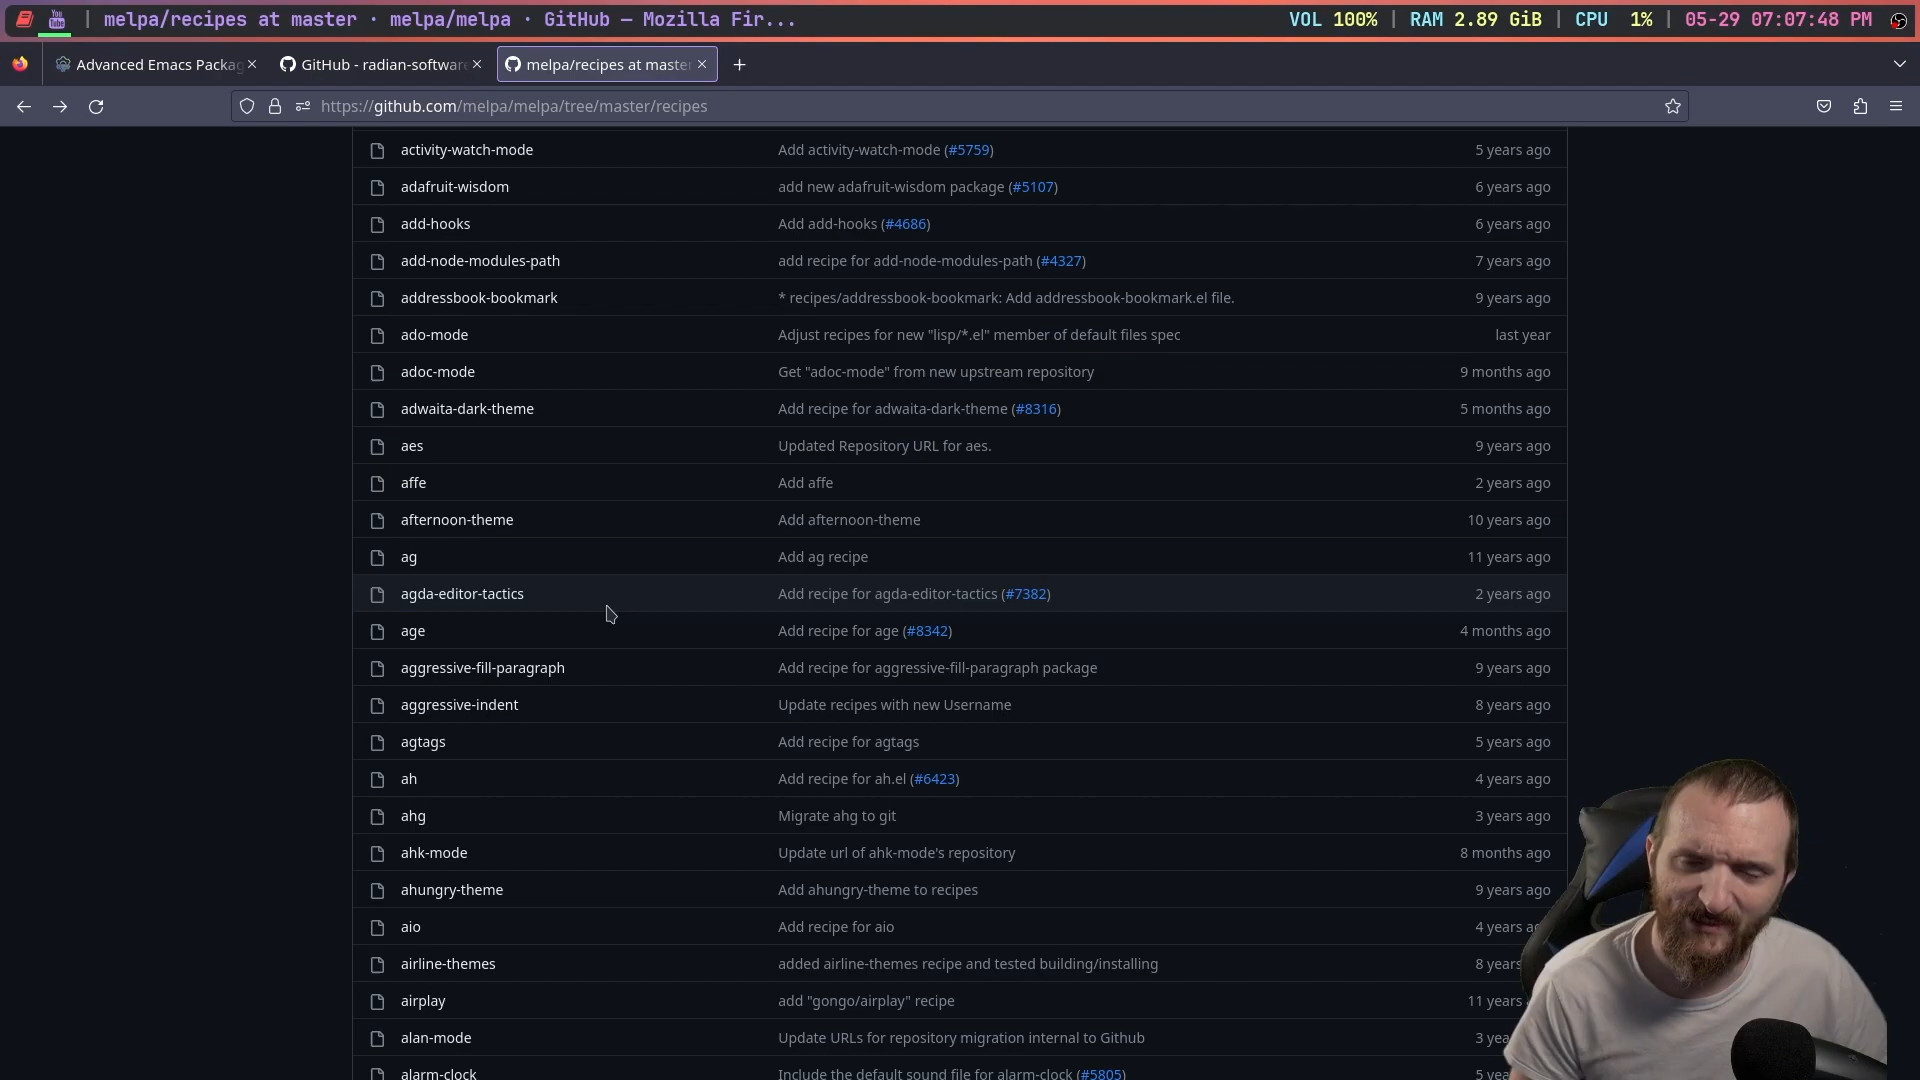 You Tube | melpa/recipes at master · melpa/melpa · GitHub — Mozilla Fir... VOL 100% | RAM 2.89 GiB | CPU 1% | 05-29 07:07:48 PM
Advanced Emacs Packag GitHub - radian-software melpa/recipes at master
https://github.com/melpa/melpa/tree/master/recipes
activity-watch-mode Add activity-watch-mode (#5759) 5 years ago
adafruit-wisdom add new adafruit-wisdom package (#5107) 6 years ago
add-hooks Add add-hooks (#4686) 6 years ago
add-node-modules-path add recipe for add-node-modules-path (#4327) 7 years ago
addressbook-bookmark * recipes/addressbook-bookmark: Add addressbook-bookmark.el file. 9 years ago
ado-mode Adjust recipes for new "lisp/*.el" member of default files spec last year
adoc-mode Get "adoc-mode" from new upstream repository 9 months ago
adwaita-dark-theme Add recipe for adwaita-dark-theme (#8316) 5 months ago
aes Updated Repository URL for aes. 9 years ago
affe Add affe 2 years ago
afternoon-theme Add afternoon-theme 10 years ago
ag Add ag recipe 11 years ago
agda-editor-tactics Add recipe for agda-editor-tactics (#7382) 2 years ago
age Add recipe for age (#8342) 4 months ago
aggressive-fill-paragraph Add recipe for aggressive-fill-paragraph package 9 years ago
aggressive-indent Update recipes with new Username 8 years ago
agtags Add recipe for agtags 5 years ago
ah Add recipe for ah.el (#6423) 4 years ago
ahg Migrate ahg to git 3 years ago
ahk-mode Update url of ahk-mode's repository 8 months ago
ahungry-theme Add ahungry-theme to recipes 9 years ago
aio Add recipe for aio 4 years ag
airline-themes added airline-themes recipe and tested building/installing 8 years
airplay add "gongo/airplay" recipe 11 years
alan-mode Update URLs for repository migration internal to Github 3 yea
alarm-clock Include the default sound file for alarm-clock (#5805) 5 yea